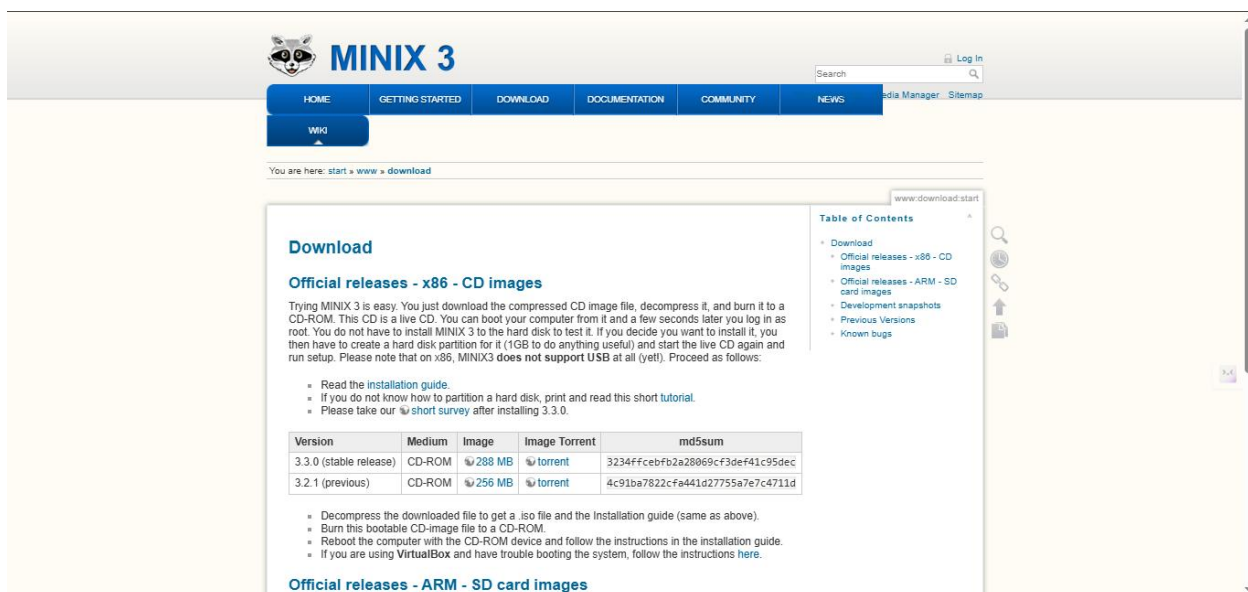 MINIX 3
Log In
Search
HOME GETTING STARTED DOWNLOAD DOCUMENTATION COMMUNITY NEWS
edia Manager Sitemap
WIKI
You are here: start » www » download
www:download:start
Table of Contents
Download
Official releases - x86 - CD images
Official releases - ARM - SD card images
Development snapshots
Previous Versions
Known bugs
Download
Official releases - x86 - CD images
Trying MINIX 3 is easy. You just download the compressed CD image file, decompress it, and burn it to a
CD-ROM. This CD is a live CD. You can boot your computer from it and a few seconds later you log in as
root. You do not have to install MINIX 3 to the hard disk to test it. If you decide you want to install it, you
then have to create a hard disk partition for it (1GB to do anything useful) and start the live CD again and
run setup. Please note that on x86, MINIX3 does not support USB at all (yet!). Proceed as follows:
Read the installation guide.
If you do not know how to partition a hard disk, print and read this short tutorial.
Please take our short survey after installing 3.3.0.
Version Medium Image Image Torrent md5sum
3.3.0 (stable release) CD-ROM 288 MB torrent 3234ffcebfb2a28069cf3def41c95dec
3.2.1 (previous) CD-ROM 256 MB torrent 4c91ba7822cfa441d27755a7e7c4711d
Decompress the downloaded file to get a .iso file and the Installation guide (same as above).
Burn this bootable CD-image file to a CD-ROM.
Reboot the computer with the CD-ROM device and follow the instructions in the installation guide.
If you are using VirtualBox and have trouble booting the system, follow the instructions here.
Official releases - ARM - SD card images